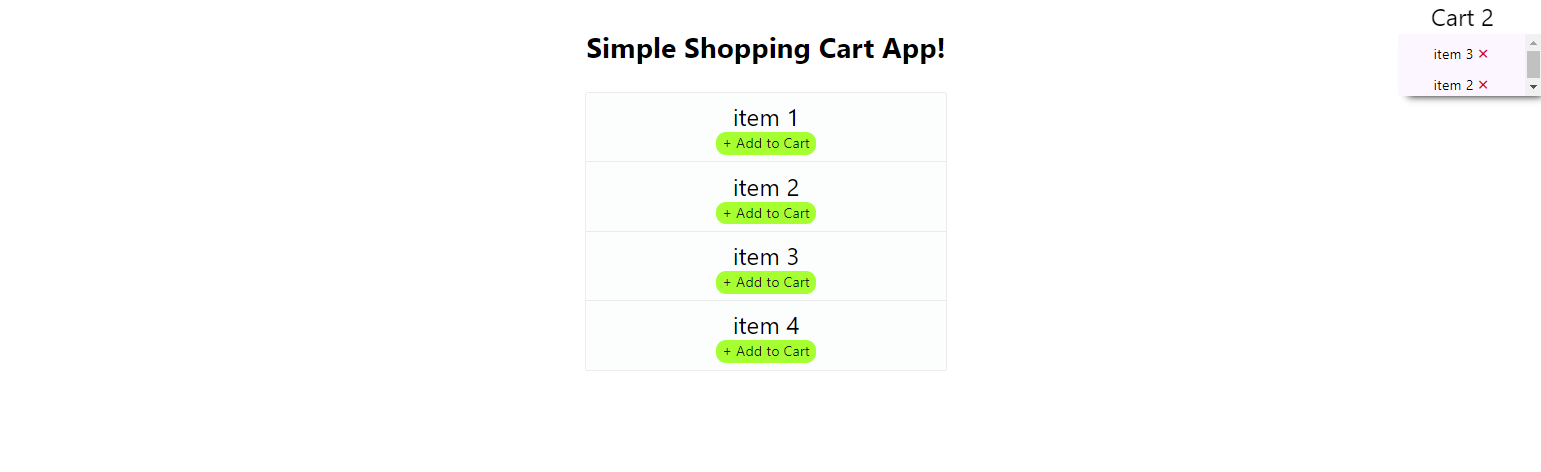 Cart 2
item 3 ✕
item 2 ✕
Simple Shopping Cart App!
item 1
+ Add to Cart
item 2
+ Add to Cart
item 3
+ Add to Cart
item 4
+ Add to Cart